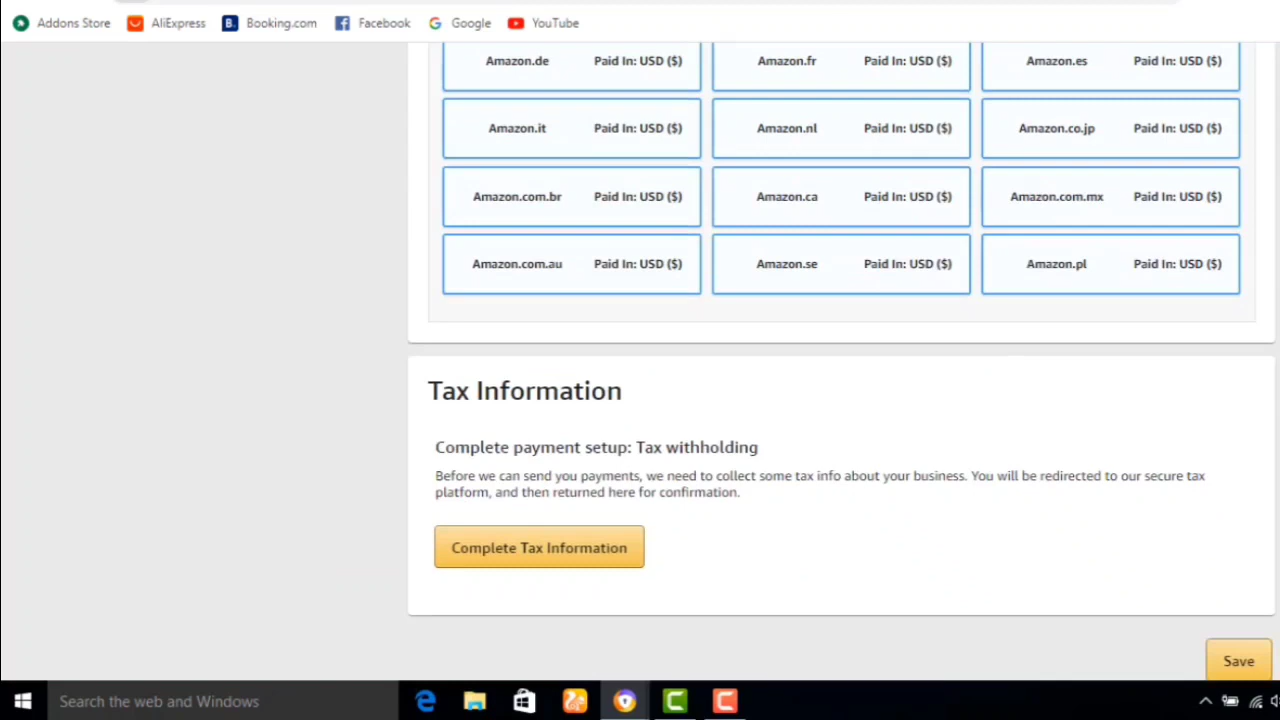 Addons Store AliExpress Booking.com Facebook Google YouTube
Amazon.de Paid In: USD ($) Amazon.fr Paid In: USD ($) Amazon.es Paid In: USD ($)
Amazon.it Paid In: USD ($) Amazon.nl Paid In: USD ($) Amazon.co.jp Paid In: USD ($)
Amazon.com.br Paid In: USD ($) Amazon.ca Paid In: USD ($) Amazon.com.mx Paid In: USD ($)
Amazon.com.au Paid In: USD ($) Amazon.se Paid In: USD ($) Amazon.pl Paid In: USD ($)
Tax Information
Complete payment setup: Tax withholding
Before we can send you payments, we need to collect some tax info about your business. You will be redirected to our secure tax
platform, and then returned here for confirmation.
Complete Tax Information
Save
Search the web and Windows